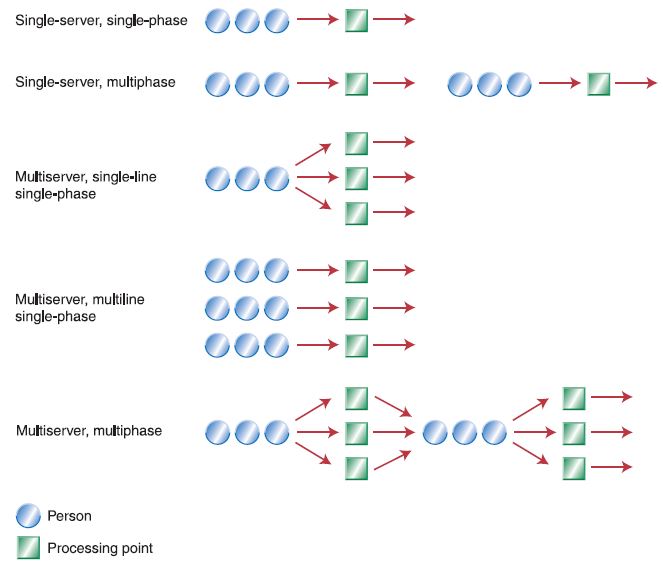 Single-server, single-phase
Single-server, multiphase
Multiserver, single-line
single-phase
Multiserver, multiline
single-phase
Multiserver, multiphase
Person
Processing point